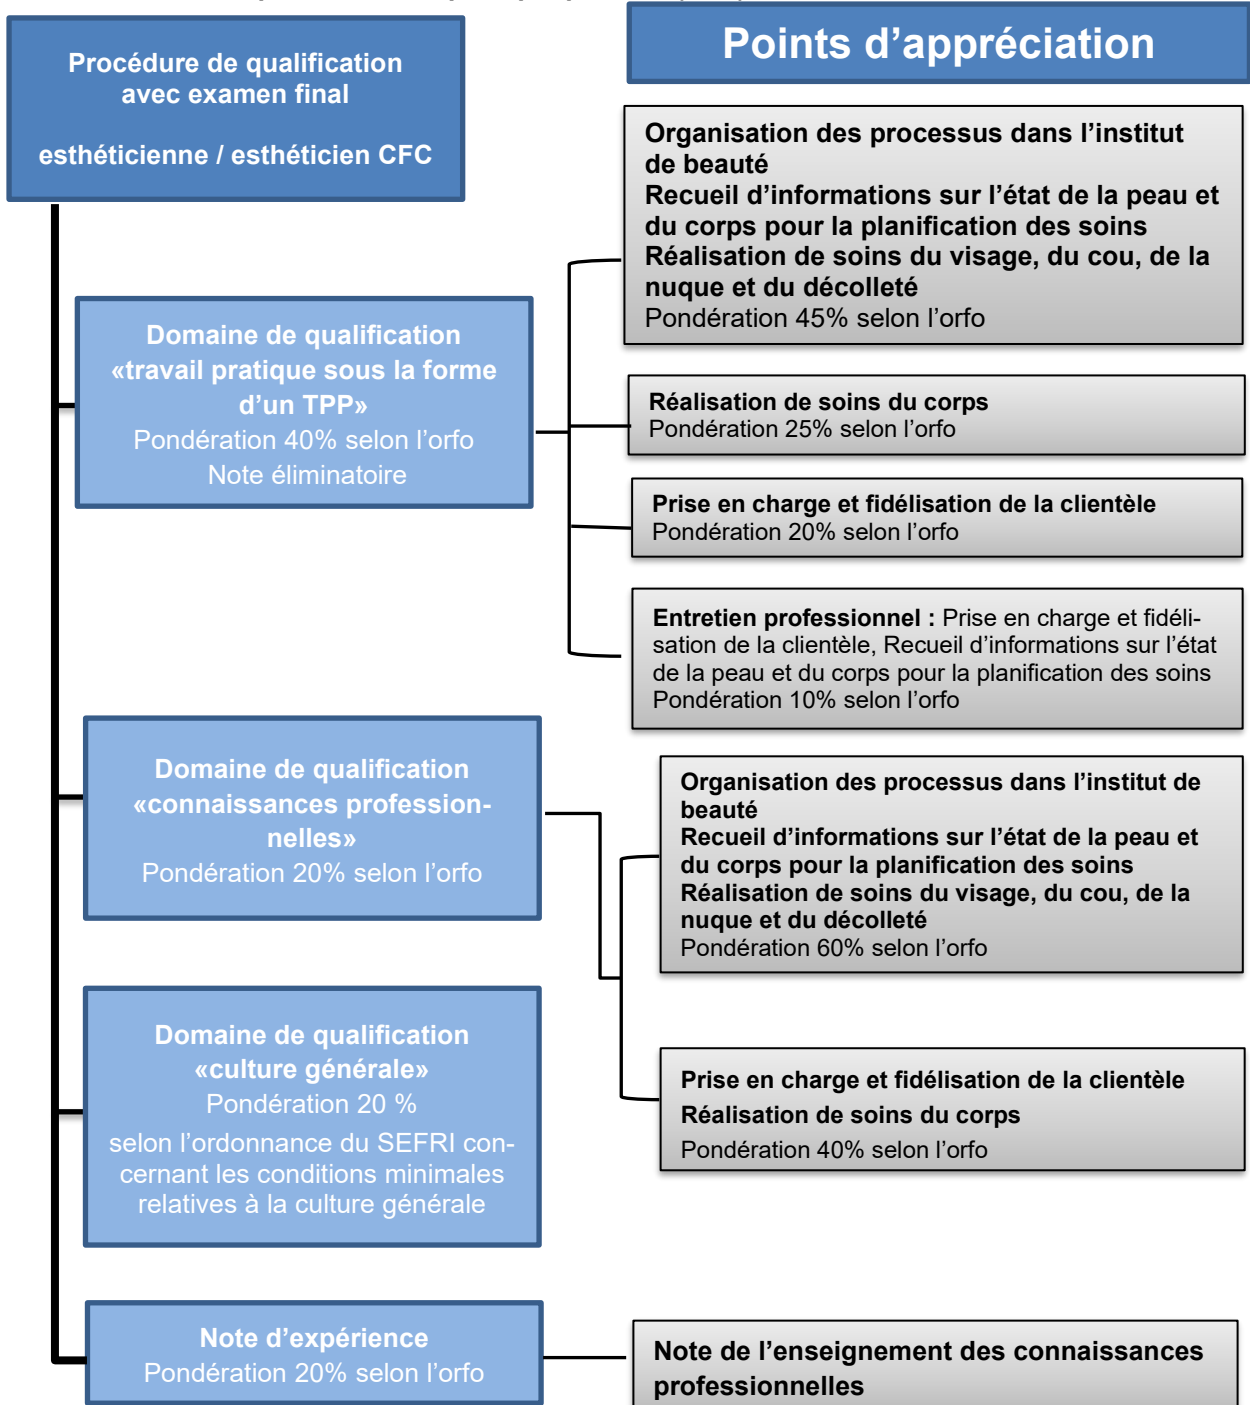 Procédure de qualification
avec examen final
esthéticienne / esthéticien CFC
Points d’appréciation
Domaine de qualification
«travail pratique sous la forme
d’un TPP»
Pondération 40% selon l’orfo
Note éliminatoire
Organisation des processus dans l’institut
de beauté
Recueil d’informations sur l’état de la peau et
du corps pour la planification des soins
Réalisation de soins du visage, du cou, de la
nuque et du décolleté
Pondération 45% selon l’orfo
Réalisation de soins du corps
Pondération 25% selon l’orfo
Prise en charge et fidélisation de la clientèle
Pondération 20% selon l’orfo
Entretien professionnel : Prise en charge et fidéli-
sation de la clientèle, Recueil d’informations sur l’état
de la peau et du corps pour la planification des soins
Pondération 10% selon l’orfo
Domaine de qualification
«connaissances profession-
nelles»
Pondération 20% selon l’orfo
Organisation des processus dans l’institut de
beauté
Recueil d’informations sur l’état de la peau et
du corps pour la planification des soins
Réalisation de soins du visage, du cou, de la
nuque et du décolleté
Pondération 60% selon l’orfo
Prise en charge et fidélisation de la clientèle
Réalisation de soins du corps
Pondération 40% selon l’orfo
Domaine de qualification
«culture générale»
Pondération 20 %
selon l’ordonnance du SEFRI con-
cernant les conditions minimales
relatives à la culture générale
Note d’expérience
Pondération 20% selon l’orfo
Note de l’enseignement des connaissances
professionnelles